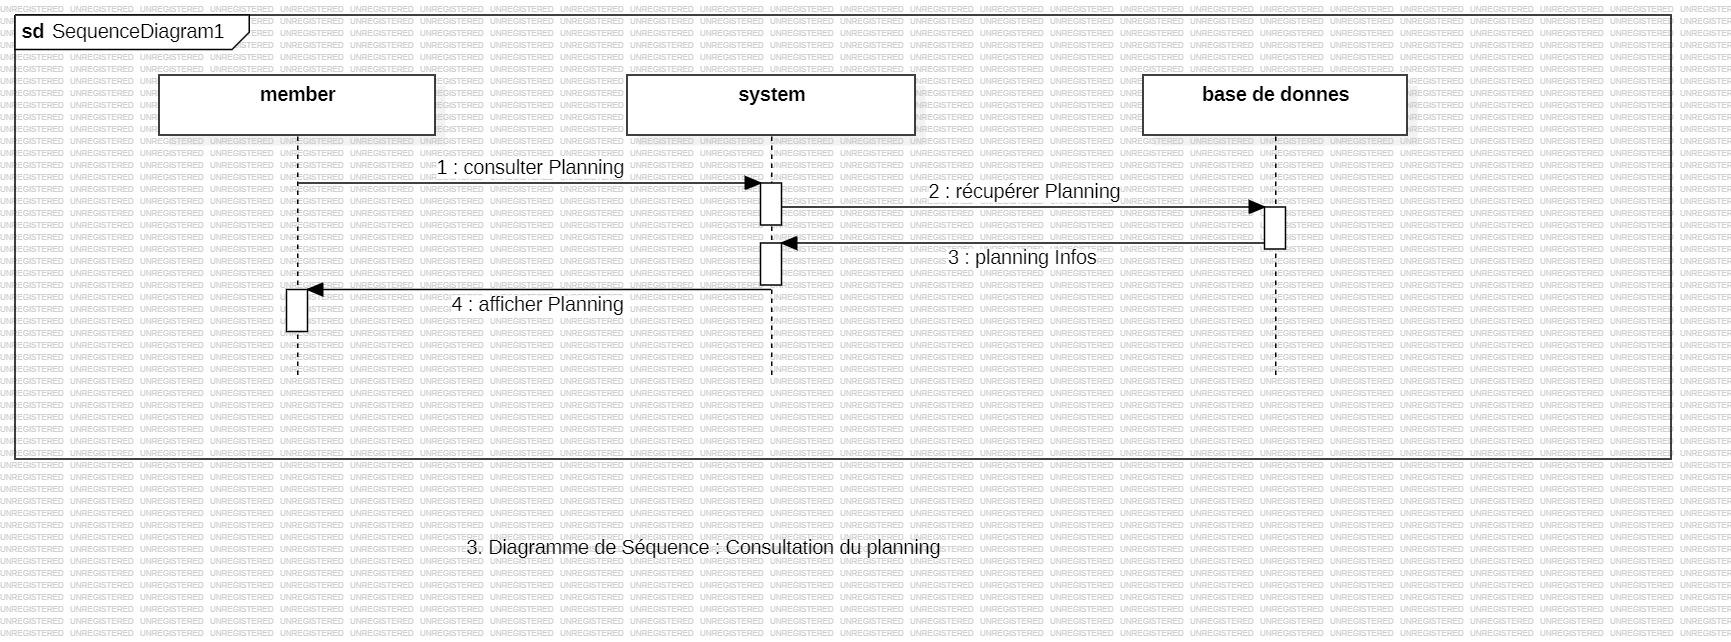 sd SequenceDiagram1
member
system
base de donnes
1 : consulter Planning
2 : récupérer Planning
3 : planning Infos
4 : afficher Planning
3. Diagramme de Séquence : Consultation du planning
UNREGISTERED